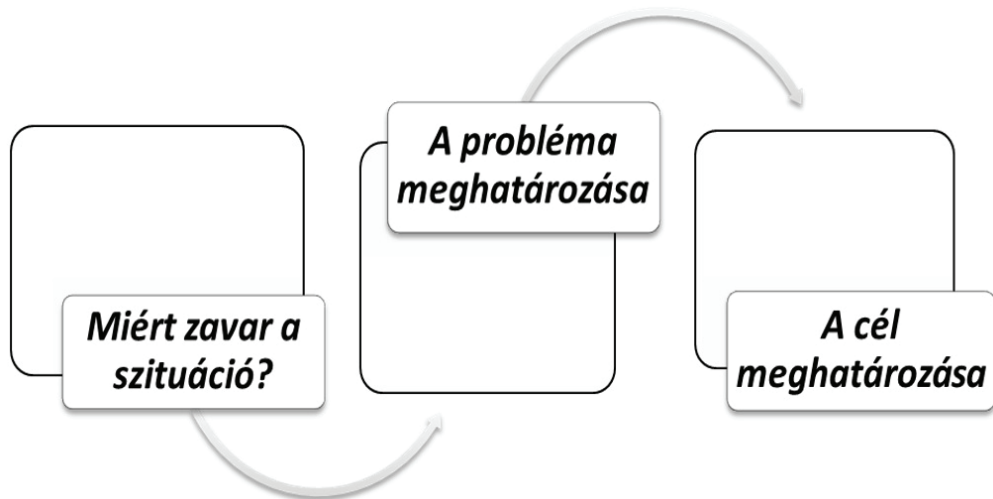 Miért zavar a
szituáció?
A probléma
meghatározása
A cél
meghatározása